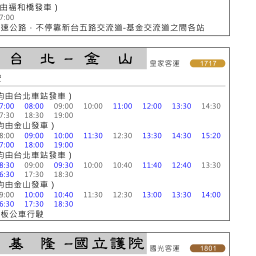 由福和橋發車）
7:00
速公路，不停靠新台五路交流道-基金交流道之間各站
台 北 - 金 山
皇家客運 1717
均由台北車站發車）
7:00 08:00 09:00 10:00 11:00 12:00 13:30 14:30
7:30 18:30 19:00
均由金山發車）
8:00 09:00 10:00 11:30 12:30 13:30 14:30 15:20
7:00 18:00 19:00
均由台北車站發車）
8:30 09:00 09:30 10:00 10:40 11:40 12:40 13:30
6:30 17:30 18:30
均由金山發車）
9:00 10:00 10:40 11:30 12:30 13:00 13:30 14:00
6:30 17:30 18:30
板公車行駛
基 隆 -國立護院
國光客運 1801